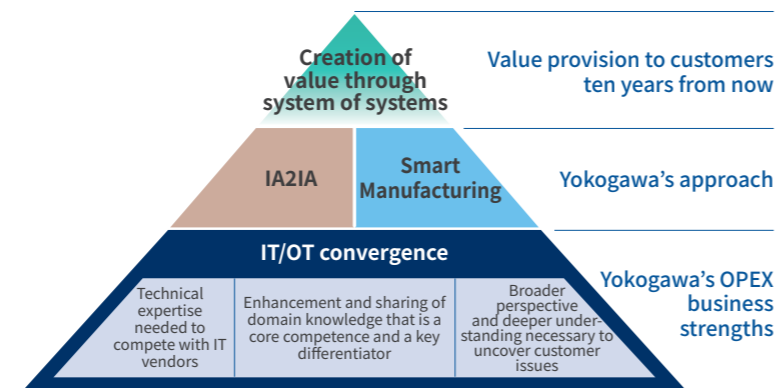 Creation of
value through
system of systems
Value provision to customers
ten years from now
IA2IA
Smart
Manufacturing
Yokogawa’s approach
IT/OT convergence
Yokogawa’s OPEX
business
strengths
Technical
expertise
needed to
compete with IT
vendors
Enhancement and sharing of
domain knowledge that is a
core competence and a key
differentiator
Broader
perspective
and deeper under-
standing necessary to
uncover customer
issues